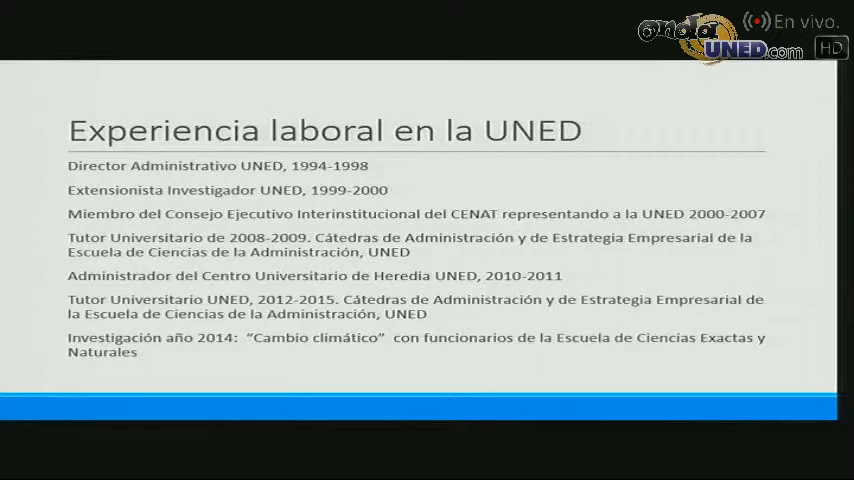 onda
UNED.com
En vivo.
HD
Experiencia laboral en la UNED
Director Administrativo UNED, 1994-1998
Extensionista Investigador UNED, 1999-2000
Miembro del Consejo Ejecutivo Interinstitucional del CENAT representando a la UNED 2000-2007
Tutor Universitario de 2008-2009. Cátedras de Administración y de Estrategia Empresarial de la
Escuela de Ciencias de la Administración, UNED
Administrador del Centro Universitario de Heredia UNED, 2010-2011
Tutor Universitario UNED, 2012-2015. Cátedras de Administración y de Estrategia Empresarial de
la Escuela de Ciencias de la Administración, UNED
Investigación año 2014: “Cambio climático” con funcionarios de la Escuela de Ciencias Exactas y
Naturales